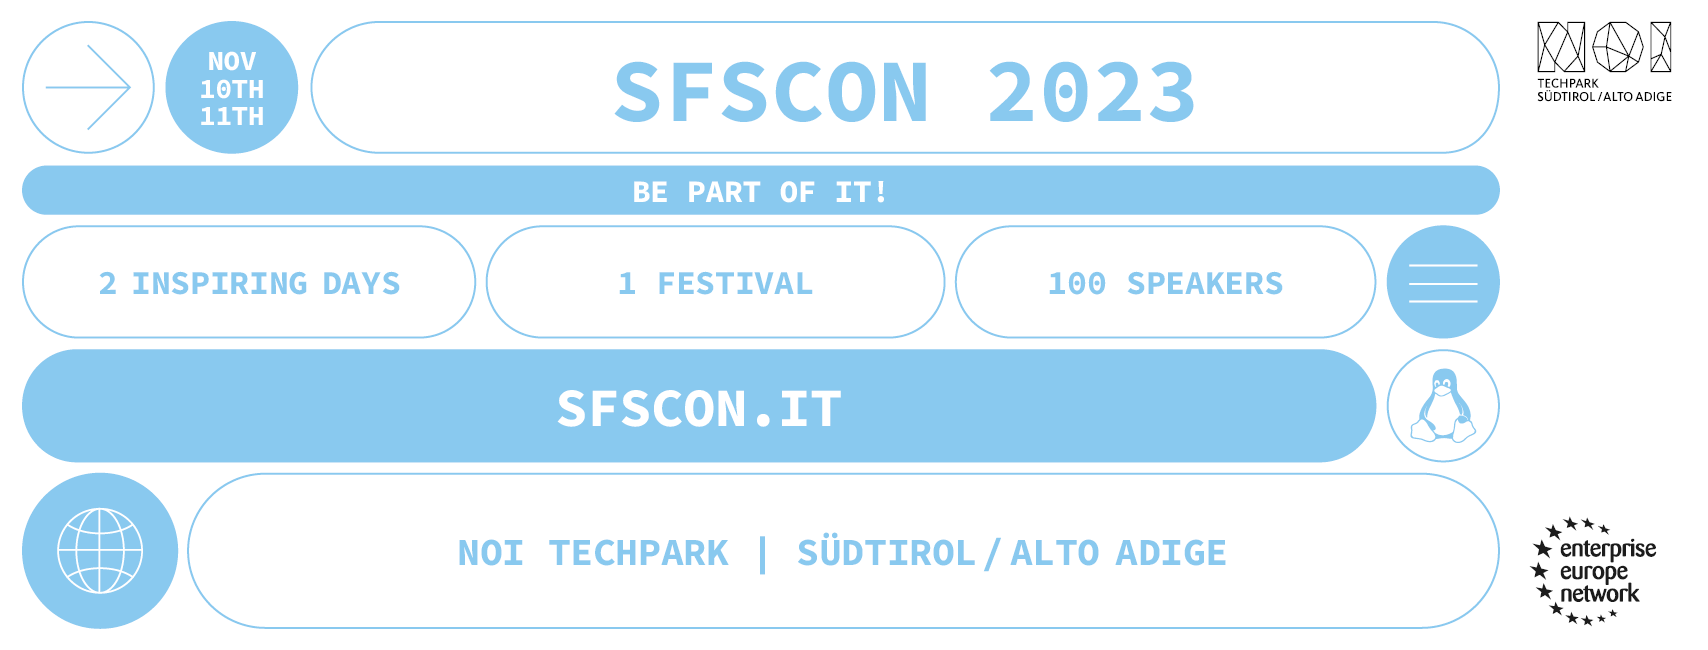 NOV
10TH
11TH
SFSCON 2023
NOI
TECHPARK
SÜDTIROL / ALTO ADIGE
BE PART OF IT!
2 INSPIRING DAYS
1 FESTIVAL
100 SPEAKERS
SFSCON.IT
NOI TECHPARK | SÜDTIROL / ALTO ADIGE
enterprise
europe
network